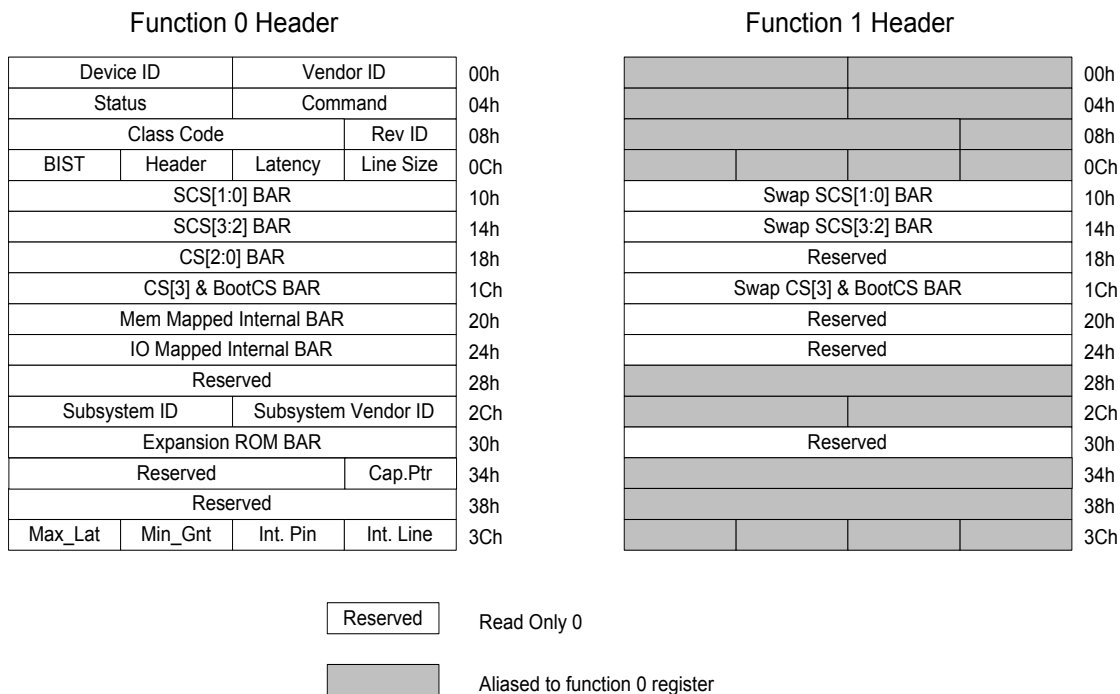 Function 0 Header
Device ID Vendor ID 00h
Status Command 04h
Class Code Rev ID 08h
BIST Header Latency Line Size 0Ch
SCS[1:0] BAR 10h
SCS[3:2] BAR 14h
CS[2:0] BAR 18h
CS[3] & BootCS BAR 1Ch
Mem Mapped Internal BAR 20h
IO Mapped Internal BAR 24h
Reserved 28h
Subsystem ID Subsystem Vendor ID 2Ch
Expansion ROM BAR 30h
Reserved Cap.Ptr 34h
Reserved 38h
Max_Lat Min_Gnt Int. Pin Int. Line 3Ch
Function 1 Header
00h
04h
08h
0Ch
Swap SCS[1:0] BAR 10h
Swap SCS[3:2] BAR 14h
Reserved 18h
Swap CS[3] & BootCS BAR 1Ch
Reserved 20h
Reserved 24h
28h
2Ch
Reserved 30h
34h
38h
3Ch
Reserved Read Only 0
Aliased to function 0 register